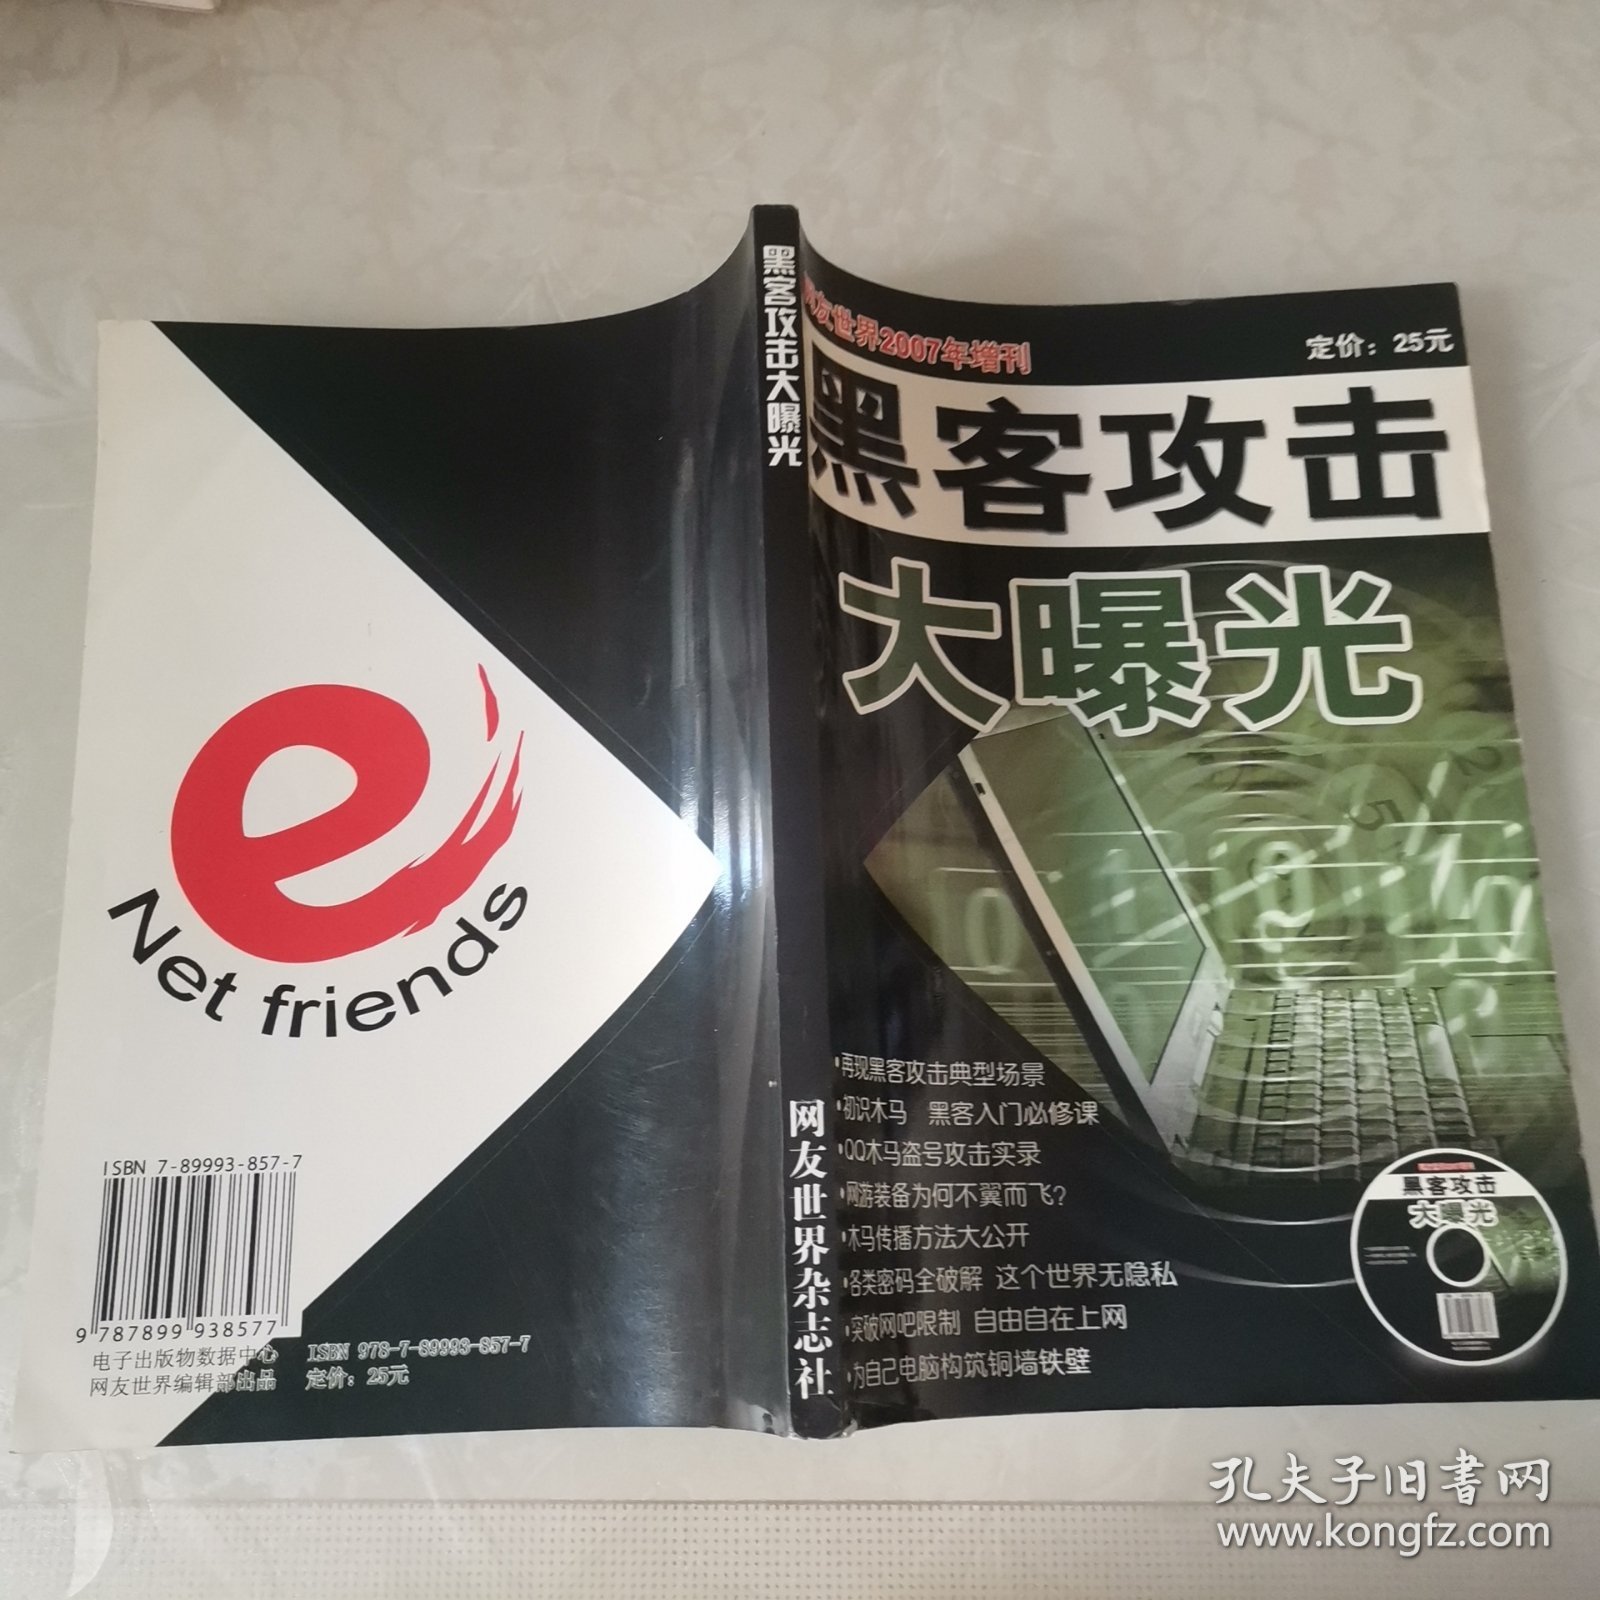 网友世界2007年增刊
定价：25元
黑客攻击
大曝光
•再现黑客攻击典型场景
•初识木马 黑客入门必修课
•QQ木马盗号攻击实录
•网游装备为何不翼而飞？
•木马传播方法大公开
•各类密码全破解 这个世界无隐私
•突破网吧限制 自由自在上网
•为自己电脑构筑铜墙铁壁
黑客攻击
大曝光
黑客攻击大曝光
网友世界杂志社
e
Net friends
ISBN 7-89993-857-7
9 787899 938577
电子出版物数据中心 ISBN 978-7-89993-857-7
网友世界编辑部出品 定价：25元
孔夫子旧书网
www.kongfz.com